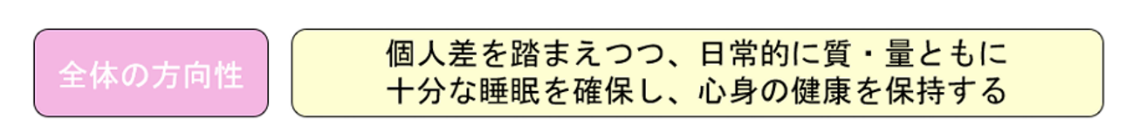 全体の方向性
個人差を踏まえつつ、日常的に質・量ともに
十分な睡眠を確保し、心身の健康を保持する